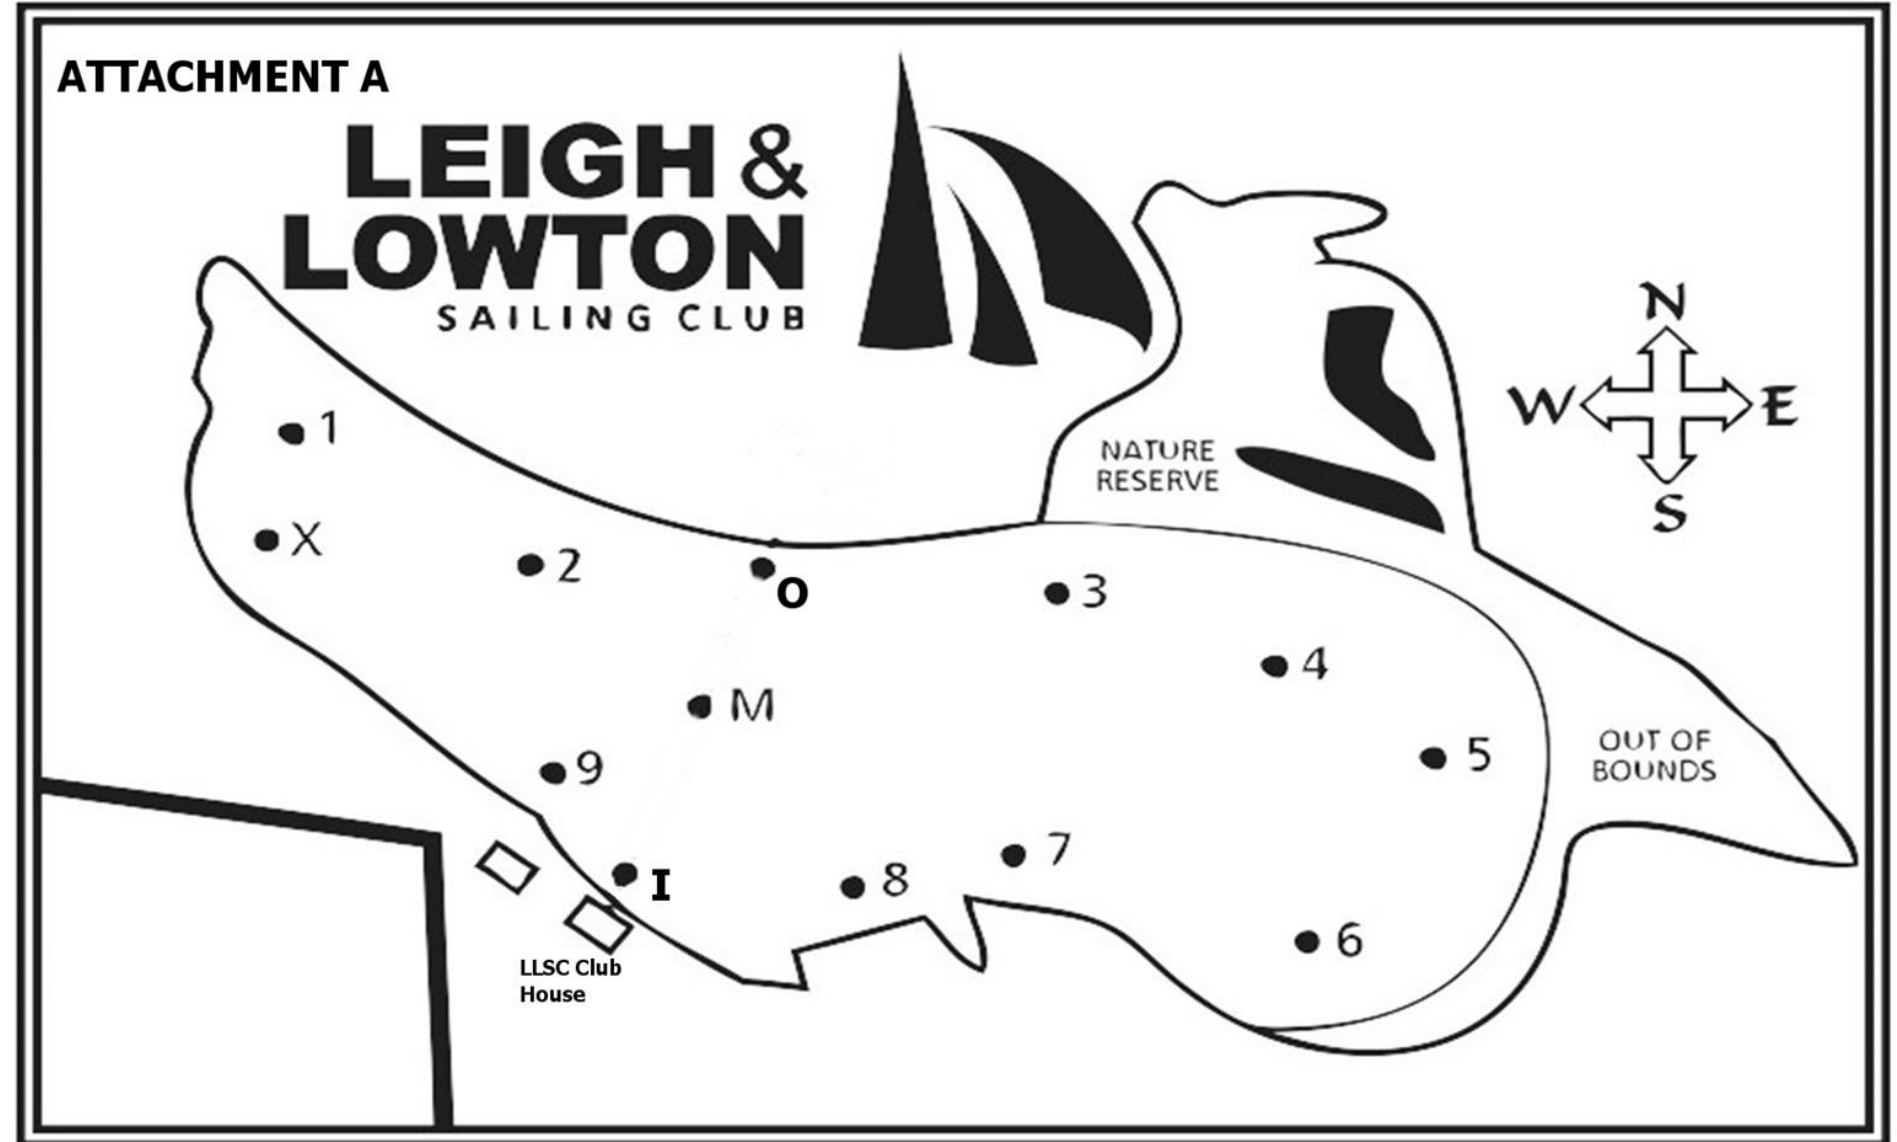 ATTACHMENT A
LEIGH &
LOWTON
SAILING CLUB
N
W
E
S
1
NATURE
RESERVE
X
2
O
3
4
M
5
OUT OF
BOUNDS
9
7
8
I
6
LLSC Club
House